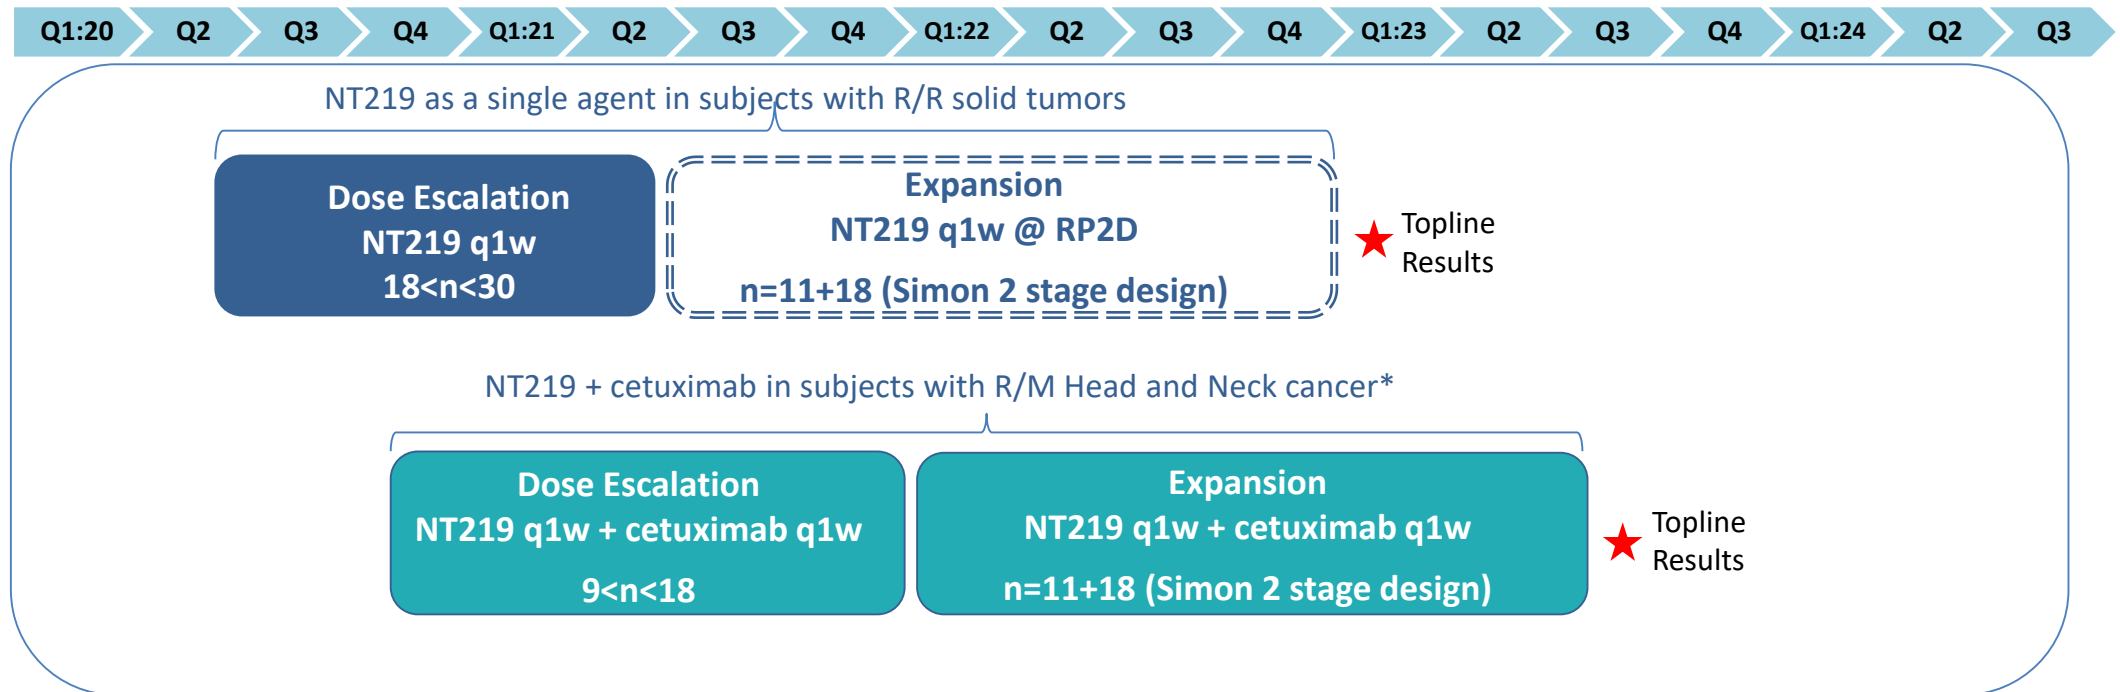 Q1:20 Q2 Q3 Q4 Q1:21 Q2 Q3 Q4 Q1:22 Q2 Q3 Q4 Q1:23 Q2 Q3 Q4 Q1:24 Q2 Q3
NT219 as a single agent in subjects with R/R solid tumors
Dose Escalation
NT219 q1w
18<n<30
Expansion
NT219 q1w @ RP2D
n=11+18 (Simon 2 stage design)
Topline
Results
NT219 + cetuximab in subjects with R/M Head and Neck cancer*
Dose Escalation
NT219 q1w + cetuximab q1w
9<n<18
Expansion
NT219 q1w + cetuximab q1w
n=11+18 (Simon 2 stage design)
Topline
Results